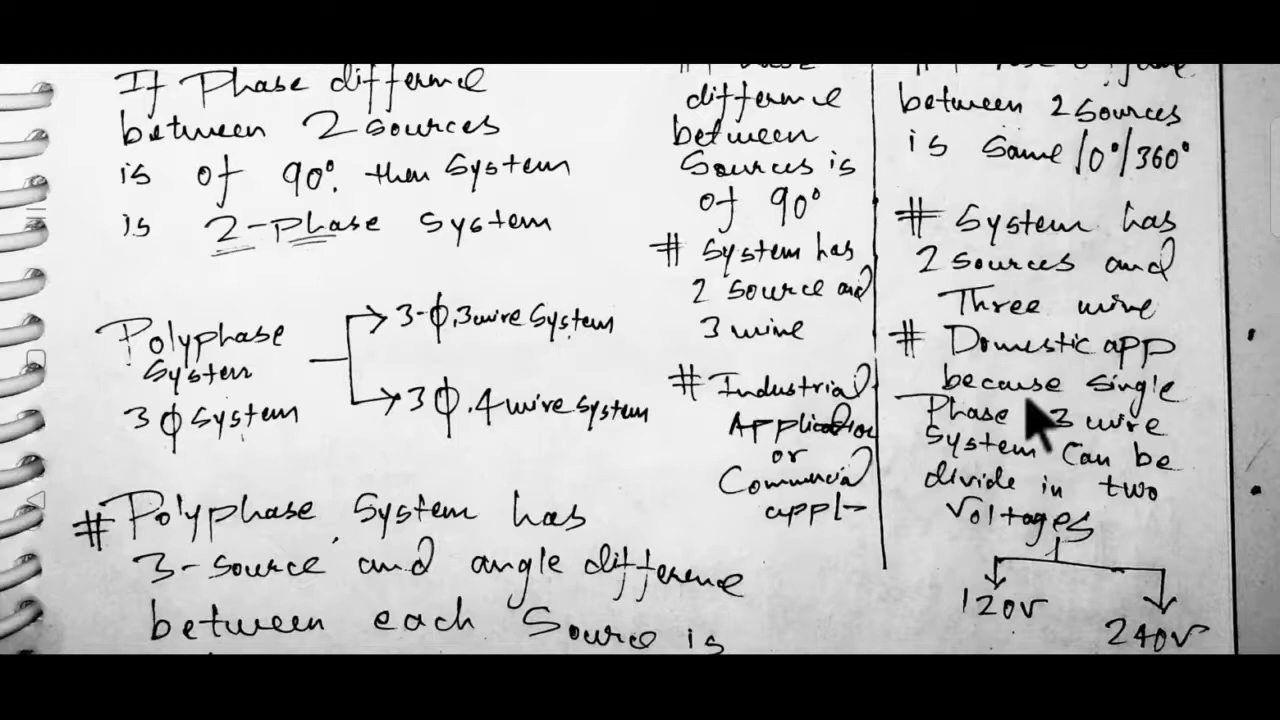 If Phase difference
between 2 sources
is of 90°. then System
is 2-phase system
Polyphase
System
3 φ System
3-φ.3wire System
3 φ.4wire System
# Polyphase System has
3-source and angle difference
between each Source is
difference
between
Sources is
of 90°
# System has
2 source and
3 wire
# Industrial
Application
or
Commercial
appl-
between 2 Sources
is Same /0°/360°
# System has
2 sources and
Three wire
# Domestic app
because single
Phase 3 wire
System Can be
divide in two
Voltages
120v
240v